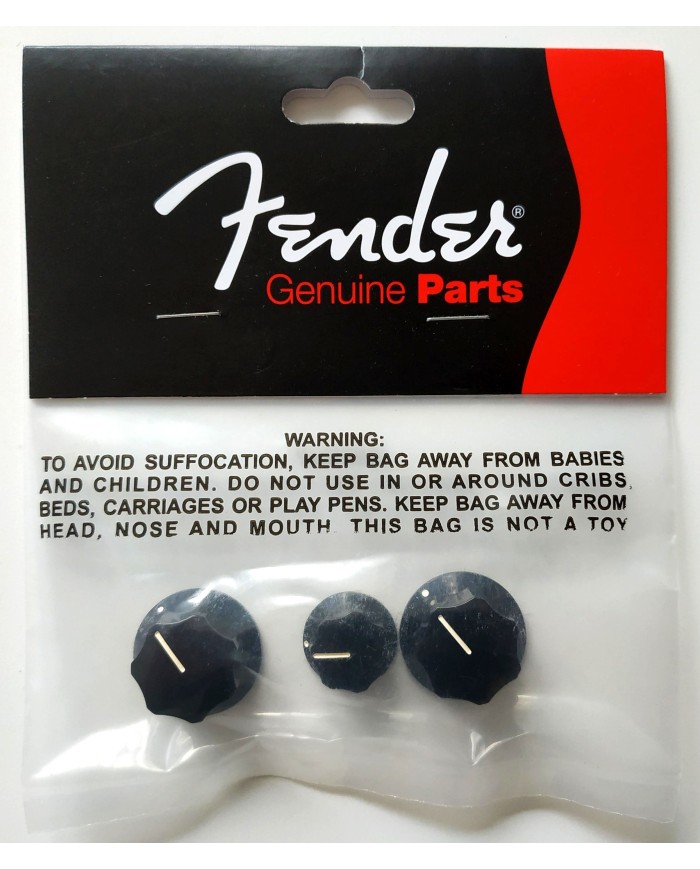 Fender®
Genuine Parts
WARNING:
TO AVOID SUFFOCATION, KEEP BAG AWAY FROM BABIES
AND CHILDREN. DO NOT USE IN OR AROUND CRIBS,
BEDS, CARRIAGES OR PLAY PENS. KEEP BAG AWAY FROM
HEAD, NOSE AND MOUTH. THIS BAG IS NOT A TOY